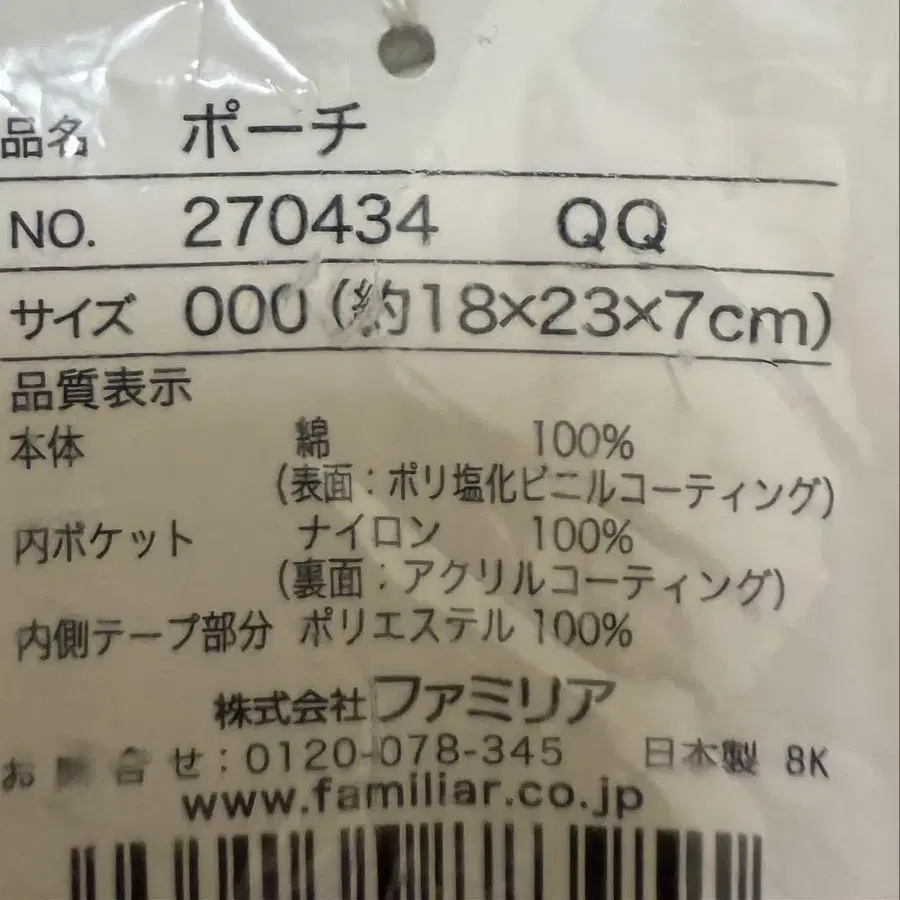 品名 ポーチ
NO. 270434 QQ
サイズ 000 (約18×23×7cm)
品質表示
本体 綿 100%
(表面：ポリ塩化ビニルコーティング)
内ポケット ナイロン 100%
(裏面：アクリルコーティング)
内側テープ部分 ポリエステル 100%
株式会社ファミリア
お問合せ：0120-078-345 日本製 8K
www.familiar.co.jp